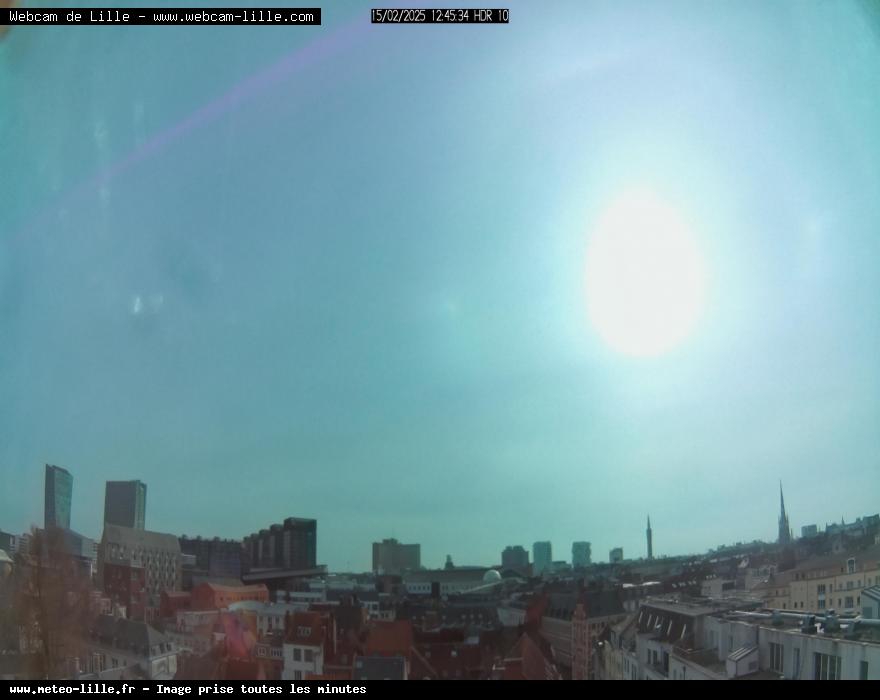 Webcam de Lille - www.webcam-lille.com
15/02/2025 12:45:34 HDR 10
www.meteo-lille.fr - Image prise toutes les minutes